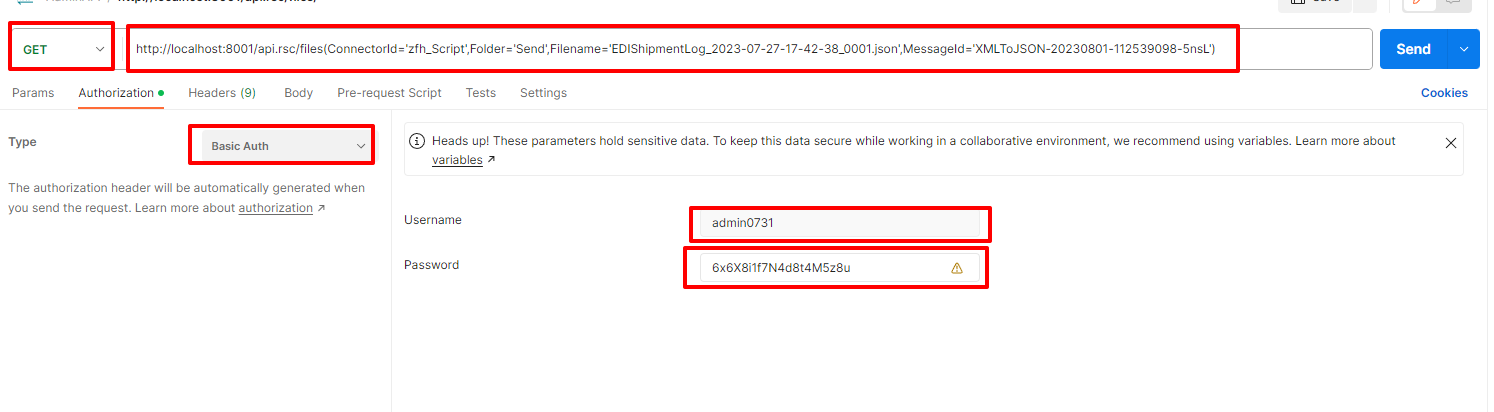 GET
http://localhost:8001/api.rsc/files(ConnectorId='zfh_Script',Folder='Send',Filename='EDIShipmentLog_2023-07-27-17-42-38_0001.json',MessageId='XMLToJSON-20230801-112539098-5nsL')
Send
Params Authorization Headers (9) Body Pre-request Script Tests Settings Cookies
Type Basic Auth
The authorization header will be automatically generated when
you send the request. Learn more about authorization ↗
Heads up! These parameters hold sensitive data. To keep this data secure while working in a collaborative environment, we recommend using variables. Learn more about
variables ↗
Username admin0731
Password 6x6X8i1f7N4d8t4M5z8u